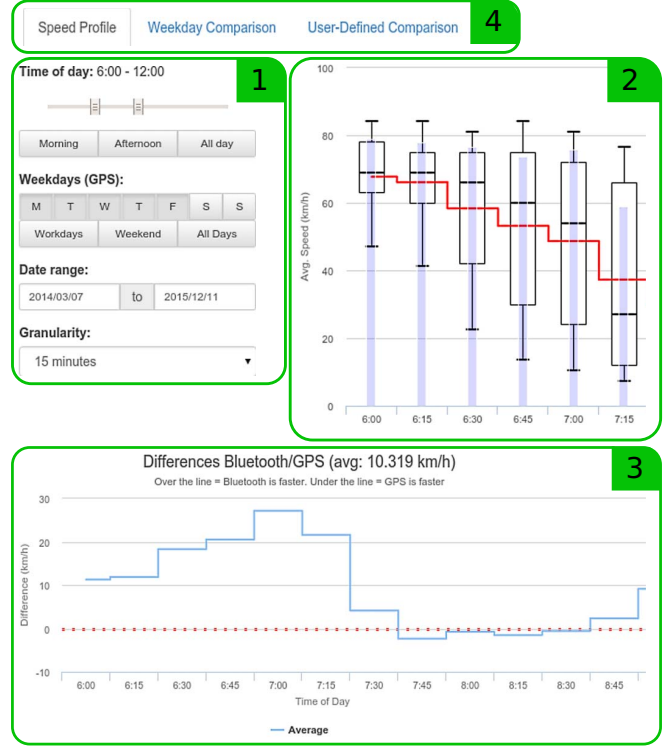 Speed Profile Weekday Comparison User-Defined Comparison 4
Time of day: 6:00 - 12:00 1
Morning Afternoon All day
Weekdays (GPS):
M T W T F S S
Workdays Weekend All Days
Date range:
2014/03/07 to 2015/12/11
Granularity:
15 minutes
2
100
80
60
40
20
0
Avg. Speed (km/h)
6:00 6:15 6:30 6:45 7:00 7:15
3
Differences Bluetooth/GPS (avg: 10.319 km/h)
Over the line = Bluetooth is faster. Under the line = GPS is faster
30
20
10
0
-10
Difference (km/h)
6:00 6:15 6:30 6:45 7:00 7:15 7:30 7:45 8:00 8:15 8:30 8:45
Time of Day
Average